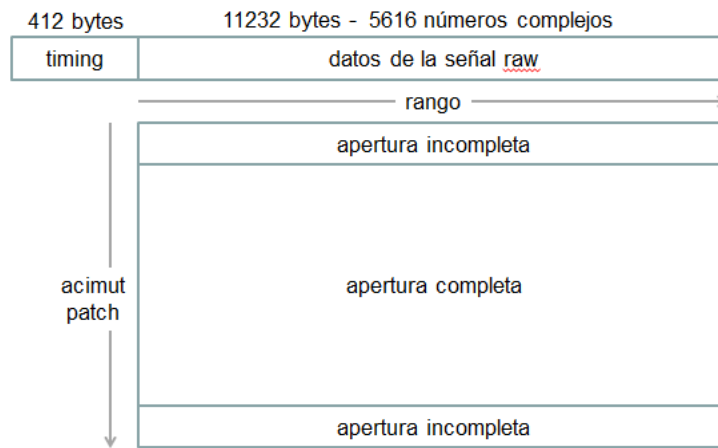 412 bytes
11232 bytes - 5616 números complejos
timing
datos de la señal raw
rango
apertura incompleta
acimut
patch
apertura completa
apertura incompleta